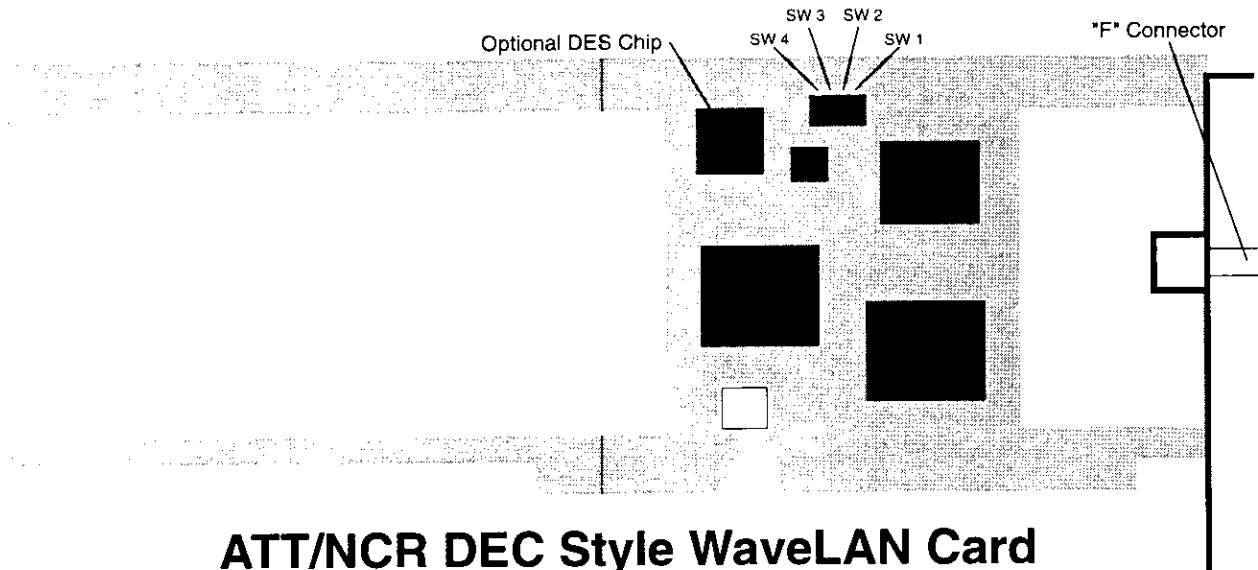 SW 3 SW 2
"F" Connector
Optional DES Chip
SW 4 SW 1
ATT/NCR DEC Style WaveLAN Card